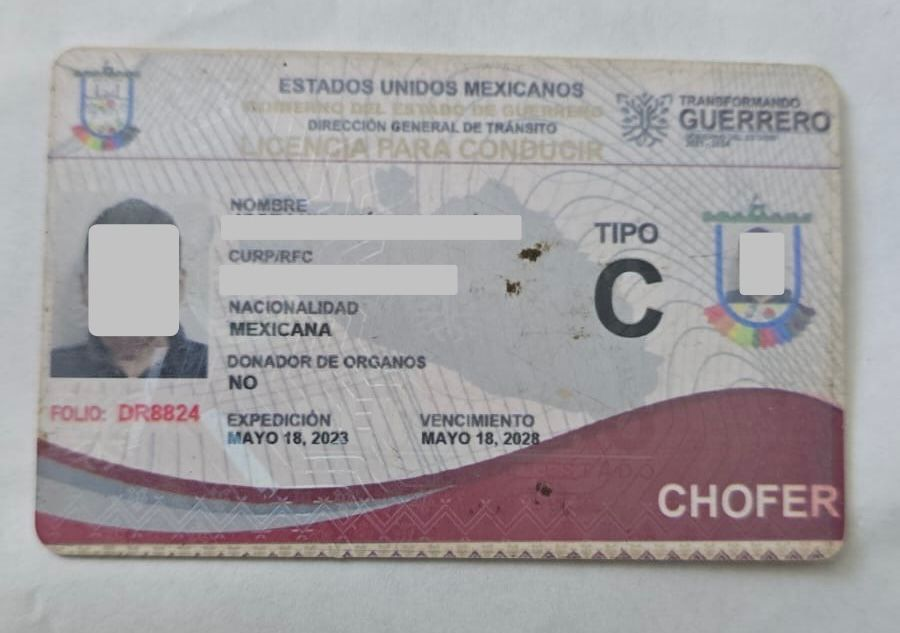 ESTADOS UNIDOS MEXICANOS
GOBIERNO DEL ESTADO DE GUERRERO
DIRECCIÓN GENERAL DE TRÁNSITO
LICENCIA PARA CONDUCIR
TRANSFORMANDO
GUERRERO
NOMBRE
CURP/RFC
NACIONALIDAD
MEXICANA
DONADOR DE ORGANOS
NO
TIPO
C
FOLIO: DR8824
EXPEDICIÓN
MAYO 18, 2023
VENCIMIENTO
MAYO 18, 2028
CHOFER